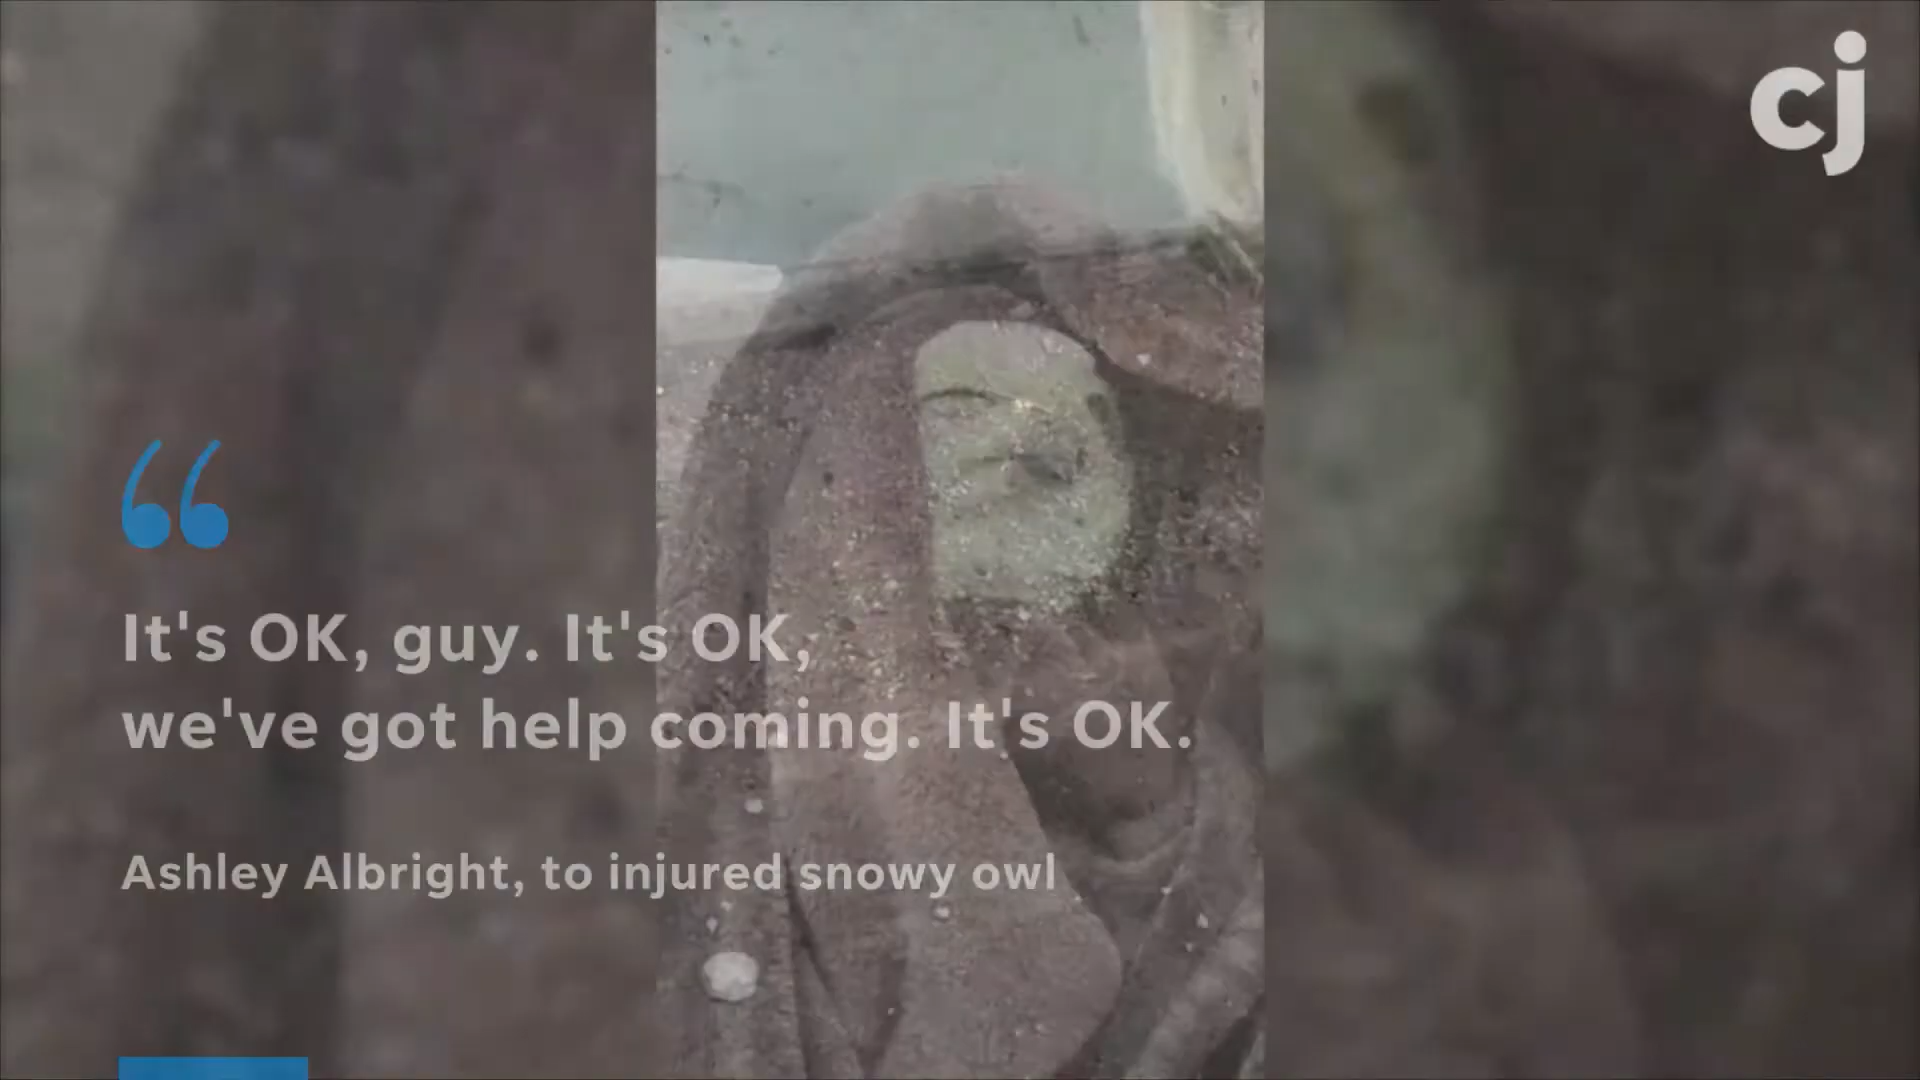 cj
It's OK, guy. It's OK,
we've got help coming. It's OK.
Ashley Albright, to injured snowy owl